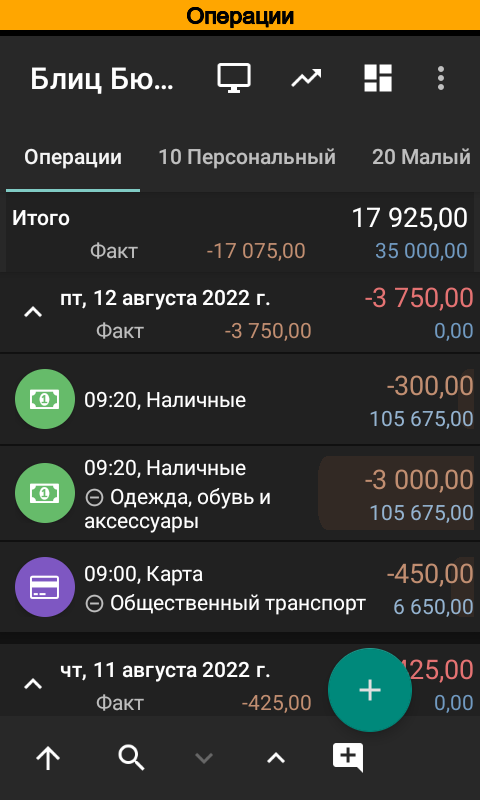 Операции
Блиц Бю...
Операции 10 Персональный 20 Малый
Итого 17 925,00
Факт -17 075,00 35 000,00
пт, 12 августа 2022 г. -3 750,00
Факт -3 750,00 0,00
09:20, Наличные -300,00
105 675,00
09:20, Наличные -3 000,00
Одежда, обувь и
аксессуары 105 675,00
09:00, Карта -450,00
Общественный транспорт 6 650,00
чт, 11 августа 2022 г. 425,00
Факт -425,00 0,00